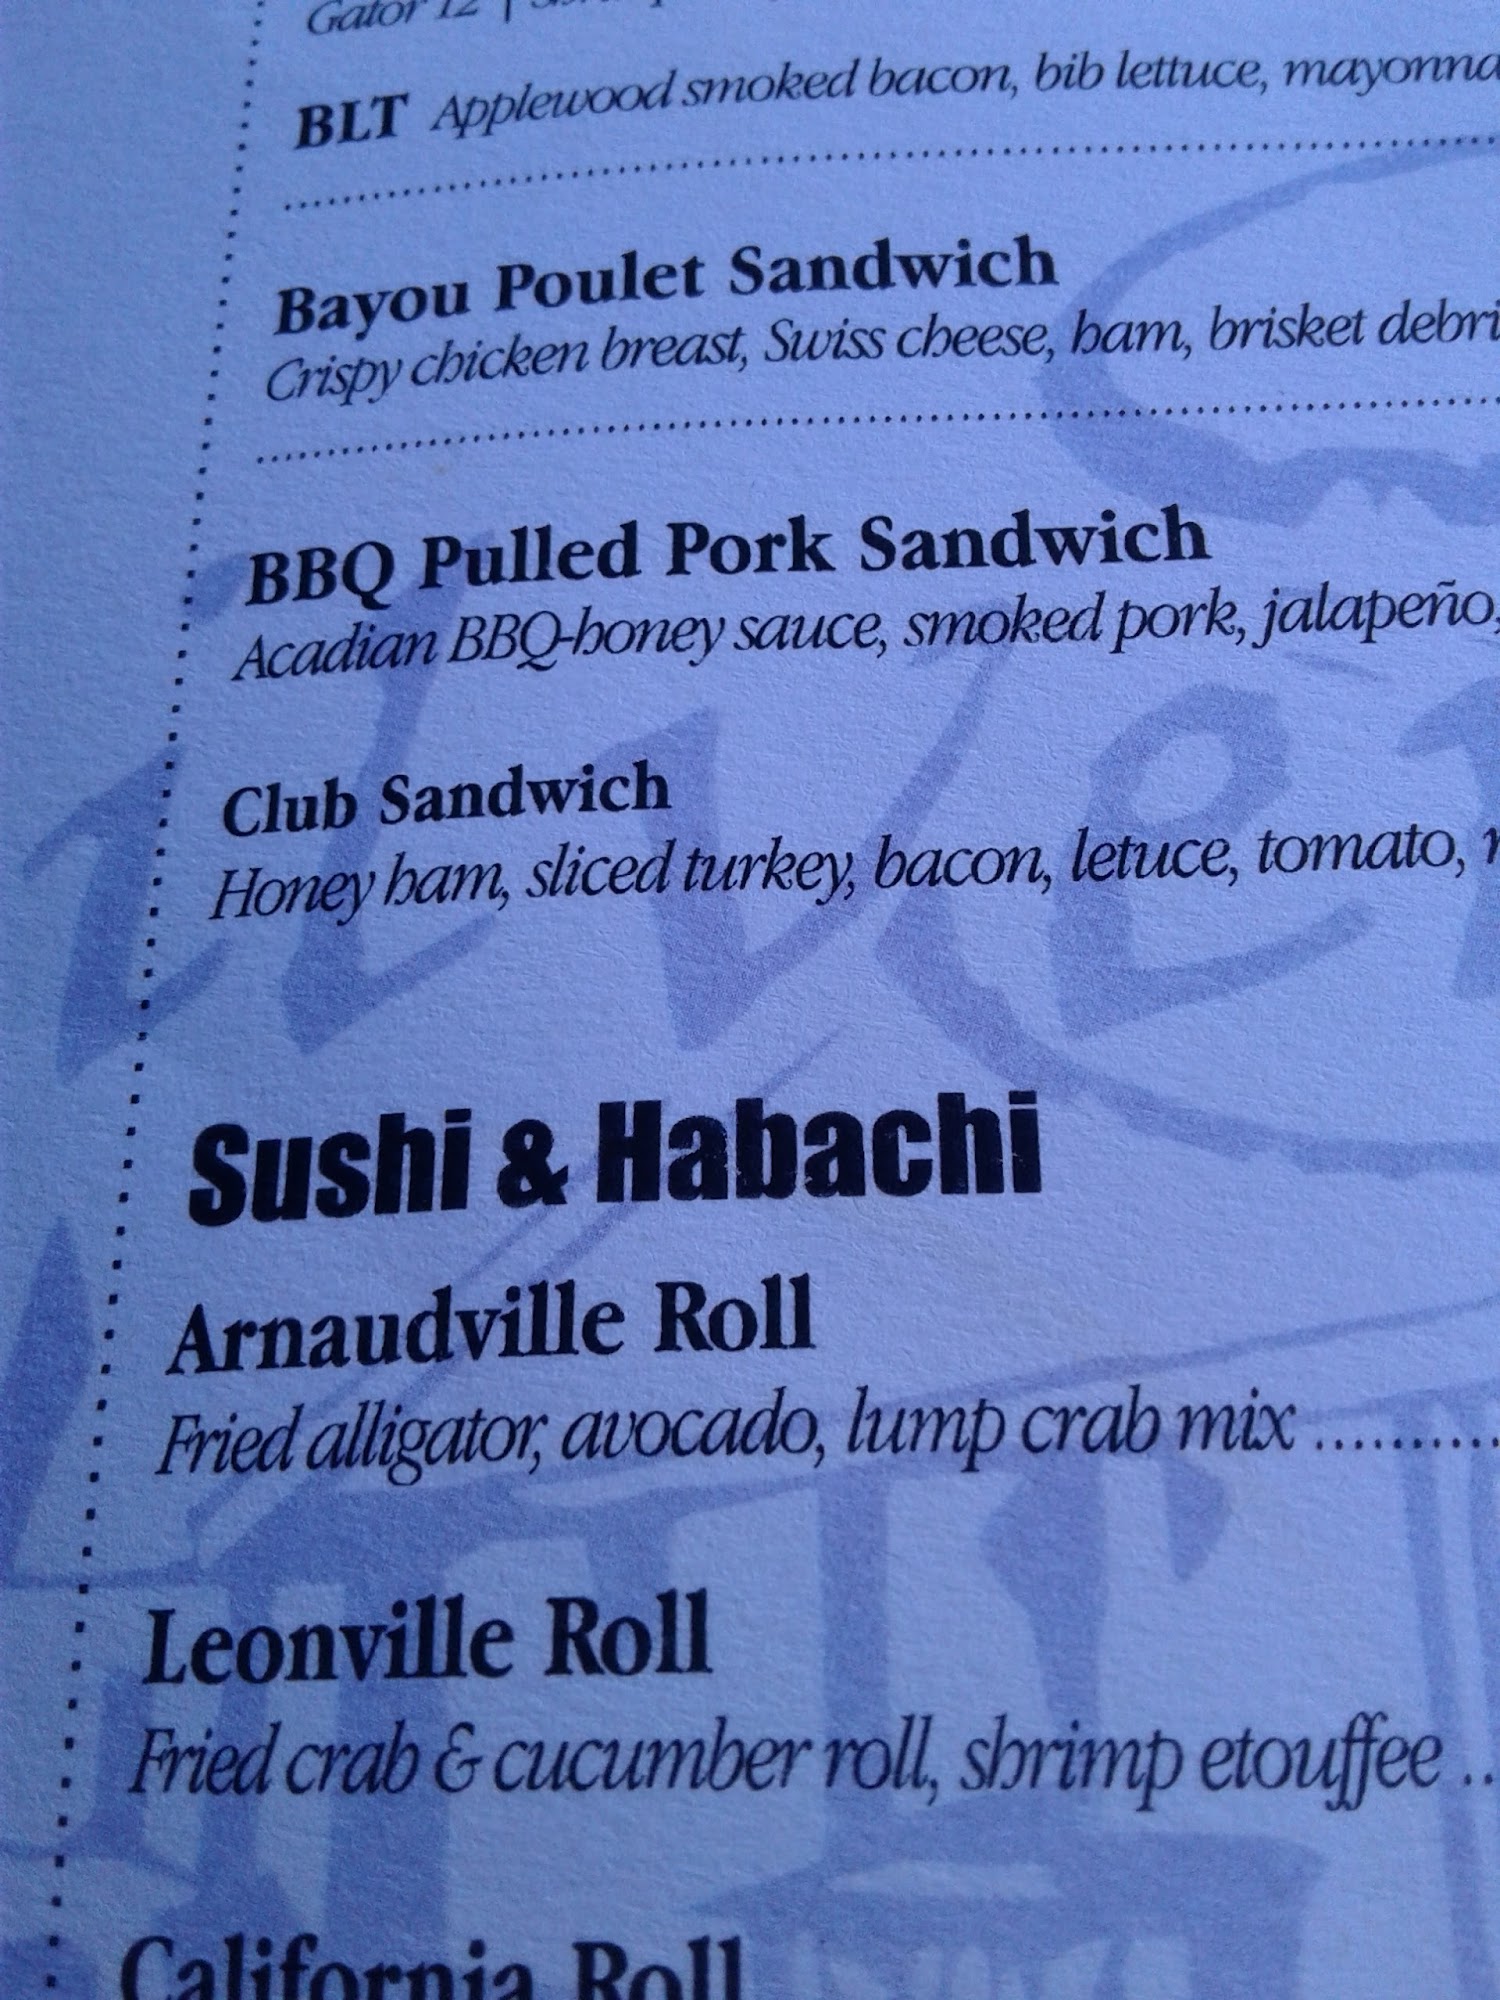 Gator 12 |
BLT Applewood smoked bacon, bib lettuce, mayonna
Bayou Poulet Sandwich
Crispy chicken breast, Swiss cheese, ham, brisket debri
BBQ Pulled Pork Sandwich
Acadian BBQ-honey sauce, smoked pork, jalapeño,
Club Sandwich
Honey ham, sliced turkey, bacon, letuce, tomato,
Sushi & Habachi
Arnaudville Roll
Fried alligator, avocado, lump crab mix ..........
Leonville Roll
Fried crab & cucumber roll, shrimp etouffee ..
California Roll